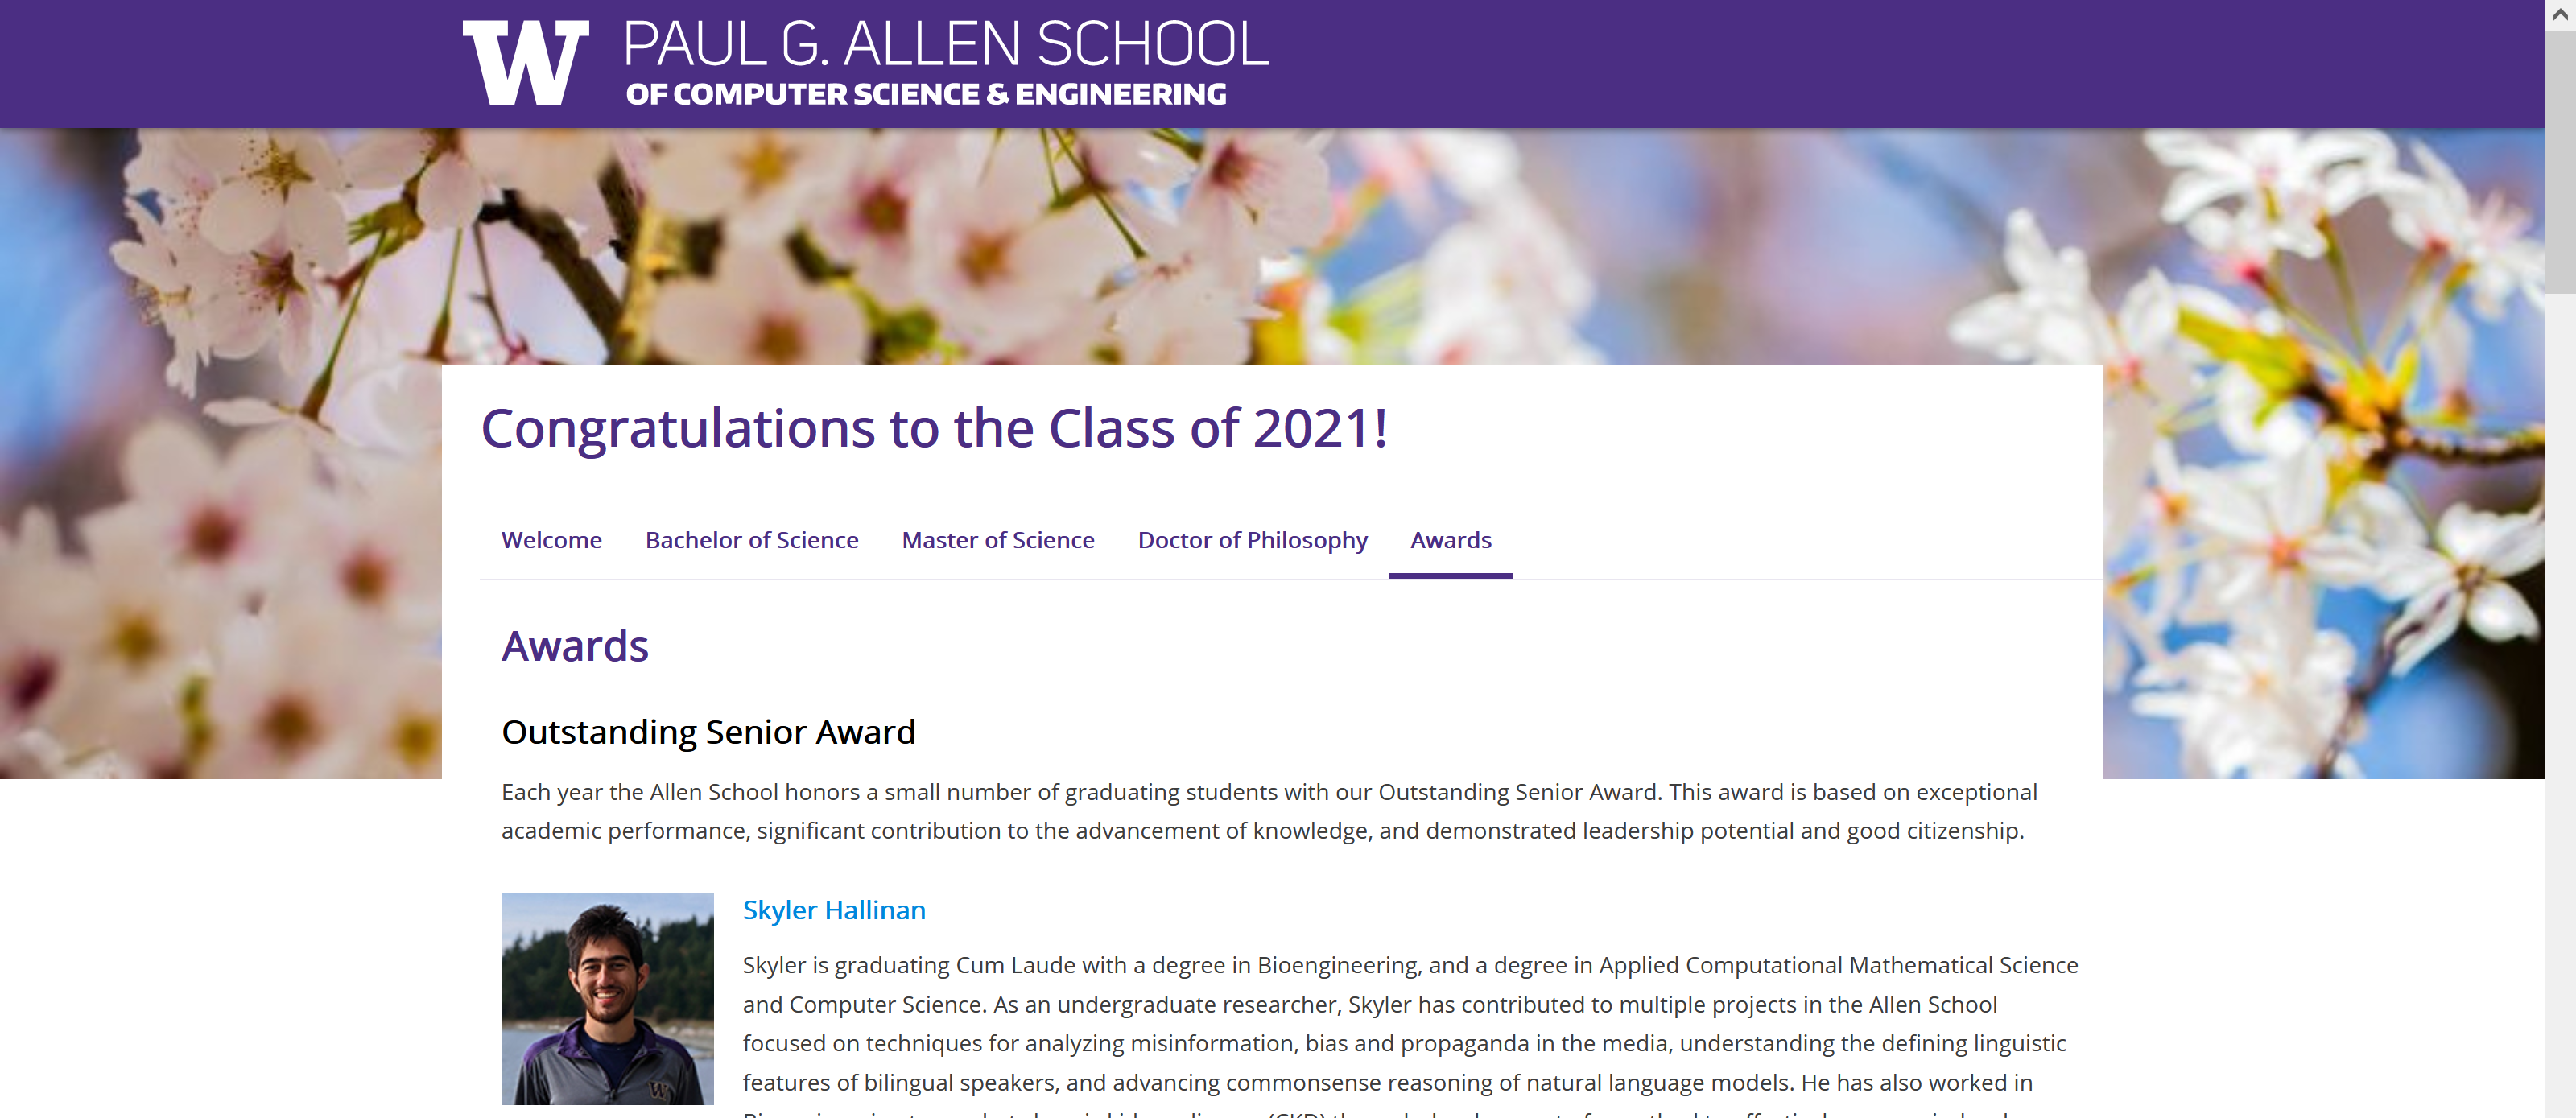 W PAUL G. ALLEN SCHOOL
OF COMPUTER SCIENCE & ENGINEERING
Congratulations to the Class of 2021!
Welcome Bachelor of Science Master of Science Doctor of Philosophy Awards
Awards
Outstanding Senior Award
Each year the Allen School honors a small number of graduating students with our Outstanding Senior Award. This award is based on exceptional
academic performance, significant contribution to the advancement of knowledge, and demonstrated leadership potential and good citizenship.
Skyler Hallinan
Skyler is graduating Cum Laude with a degree in Bioengineering, and a degree in Applied Computational Mathematical Science
and Computer Science. As an undergraduate researcher, Skyler has contributed to multiple projects in the Allen School
focused on techniques for analyzing misinformation, bias and propaganda in the media, understanding the defining linguistic
features of bilingual speakers, and advancing commonsense reasoning of natural language models. He has also worked in
W